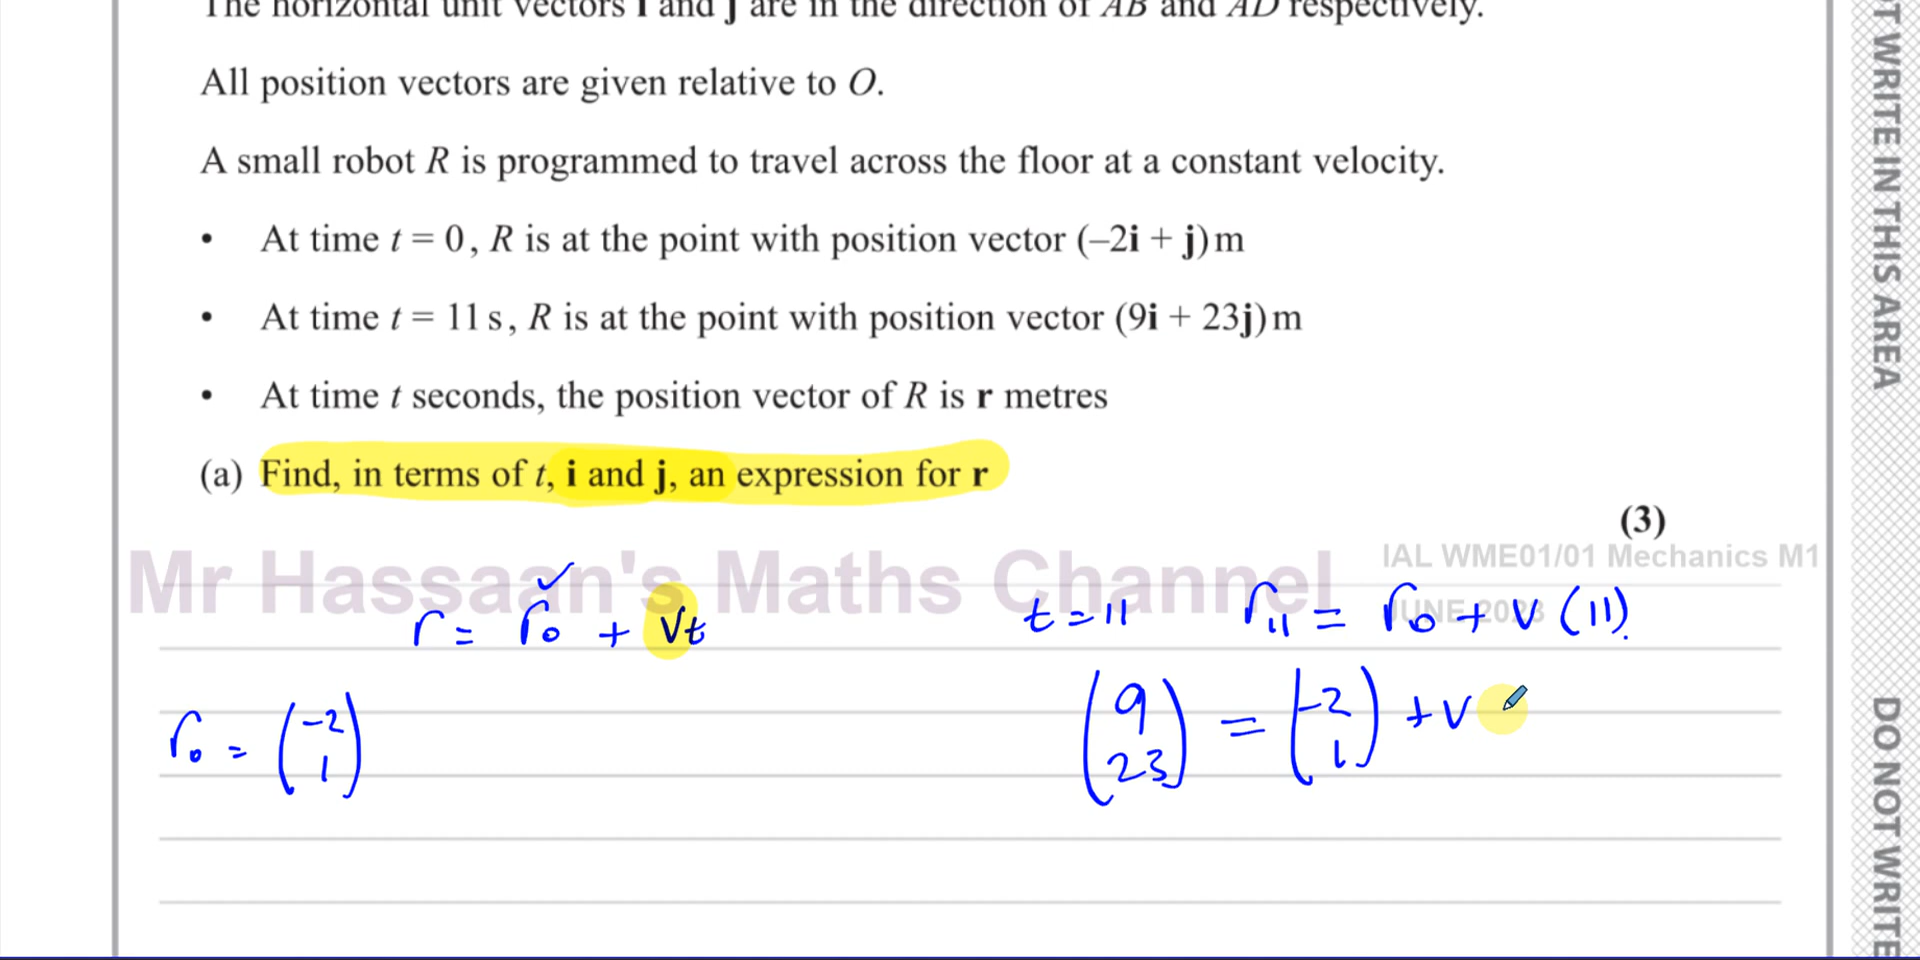 The horizontal unit vectors i and j are in the direction of AB and AD respectively.
All position vectors are given relative to O.
A small robot R is programmed to travel across the floor at a constant velocity.
• At time t = 0, R is at the point with position vector (–2i + j) m
• At time t = 11 s, R is at the point with position vector (9i + 23j) m
• At time t seconds, the position vector of R is r metres
(a) Find, in terms of t, i and j, an expression for r
(3)
Mr Hassaan's Maths Channel
IAL WME01/01 Mechanics M1
JUNE 2023
r = r₀ + vt
t = 11 r₁₁ = r₀ + v (11)
r₀ = (-2 1)
(9 23) = (-2 1) + v
OT WRITE IN THIS AREA
DO NOT WRITE